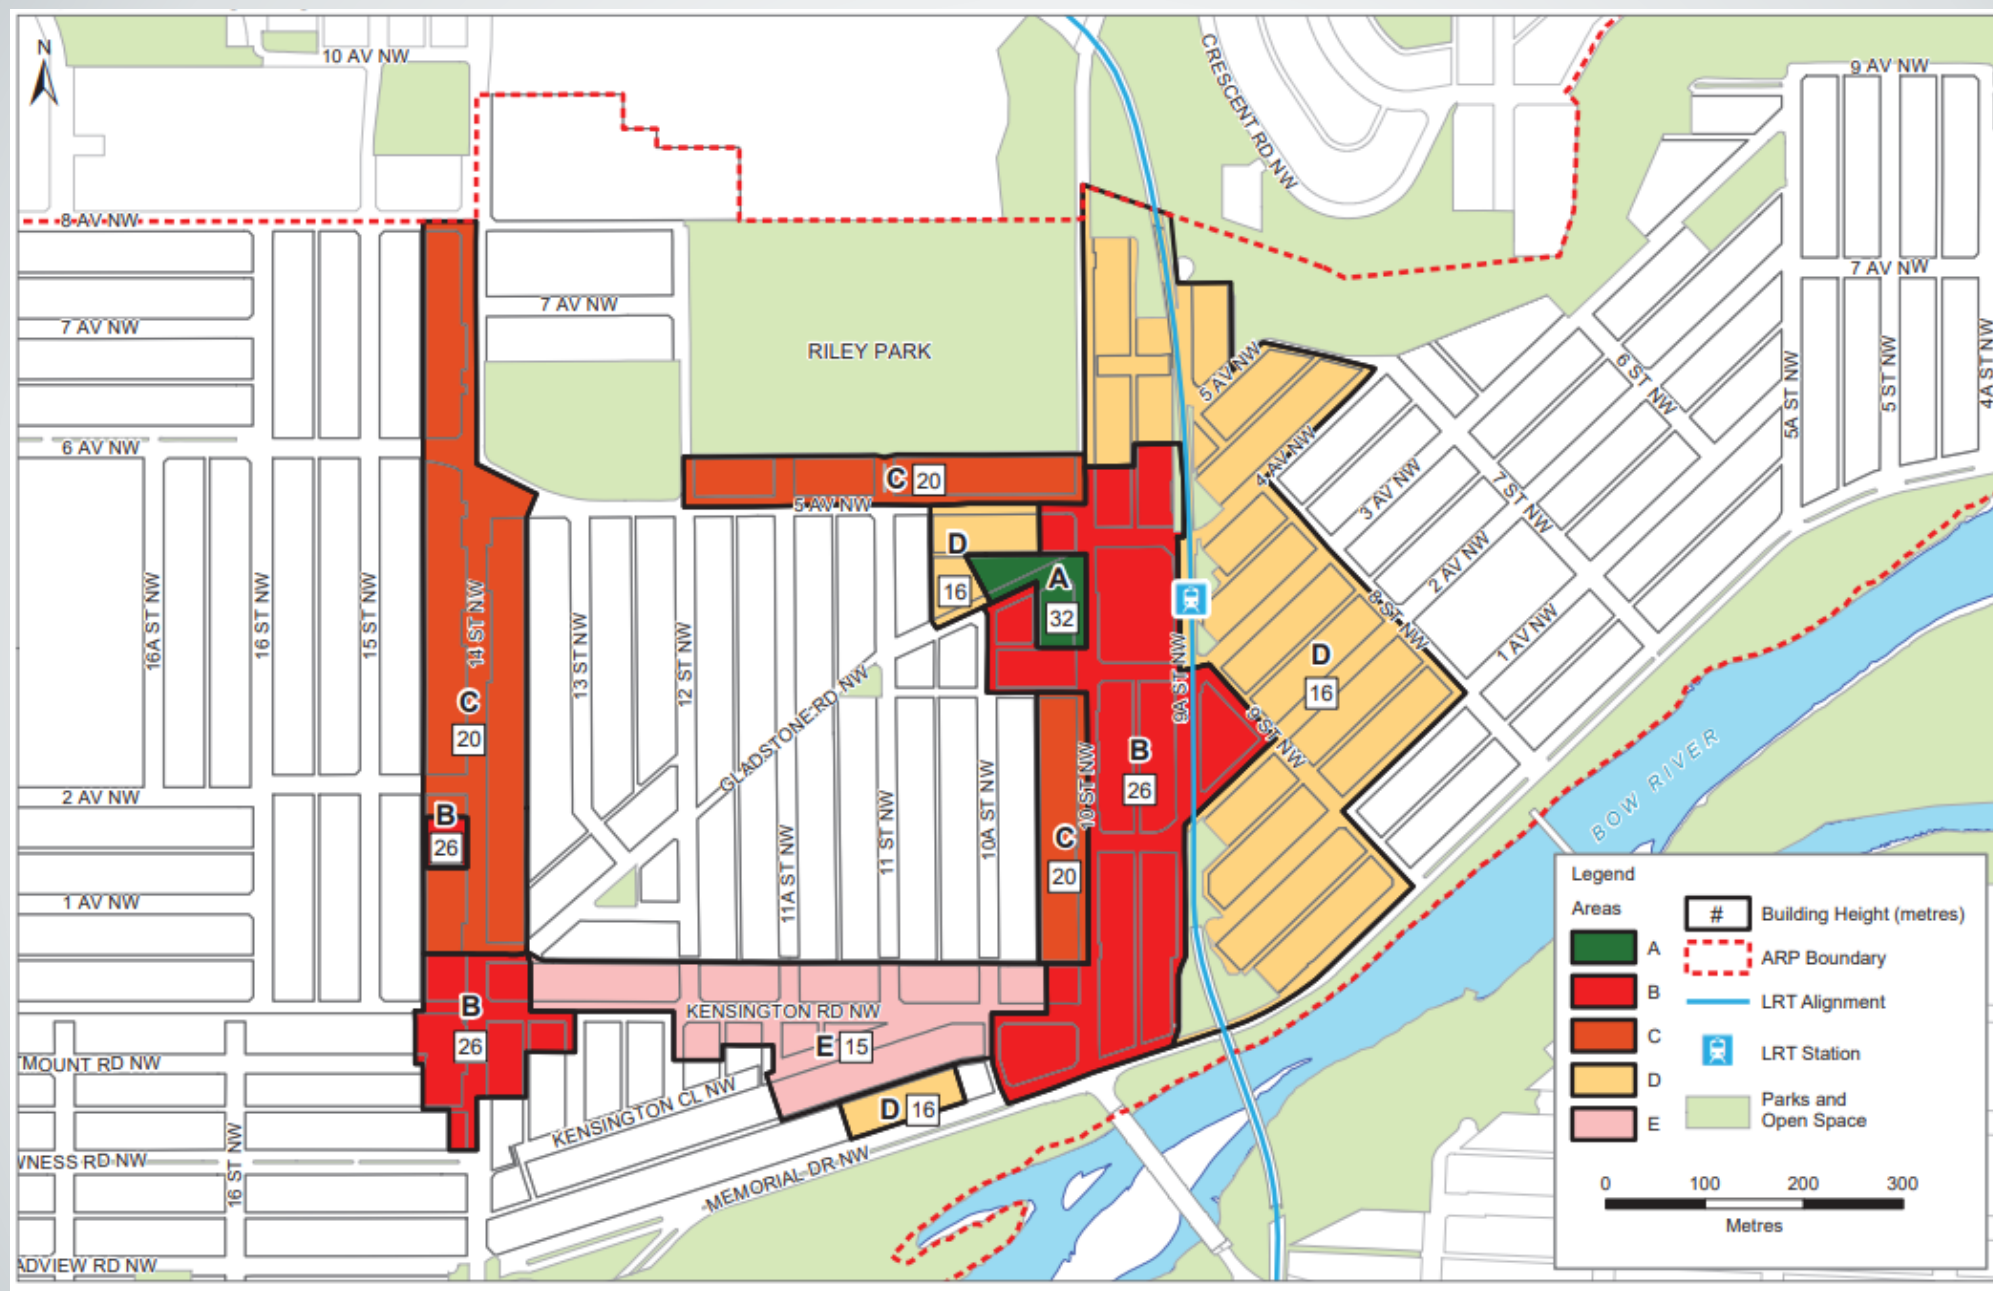 N
10 AV NW
CRESCENT RD NW
9 AV NW
8 AV NW
7 AV NW
7 AV NW
7 AV NW
RILEY PARK
5 AV NW
6 ST NW
5A ST NW
5 ST NW
4A ST NW
6 AV NW
4 AV NW
3 AV NW
7 ST NW
C 20
5 AV NW
D
16
A
32
2 AV NW
8 ST NW
1 AV NW
16A ST NW
16 ST NW
15 ST NW
14 ST NW
13 ST NW
12 ST NW
GLADSTONE RD NW
9A ST NW
D
16
9 ST NW
C
20
B
26
10 ST NW
BOW RIVER
2 AV NW
B
26
11A ST NW
11 ST NW
10A ST NW
C
20
1 AV NW
B
26
KENSINGTON RD NW
E 15
TMOUNT RD NW
KENSINGTON CL NW
D 16
WNESS RD NW
16 ST NW
MEMORIAL DR NW
ADVIEW RD NW
Legend
Areas
A
B
C
D
E
# Building Height (metres)
ARP Boundary
LRT Alignment
LRT Station
Parks and
Open Space
0 100 200 300
Metres